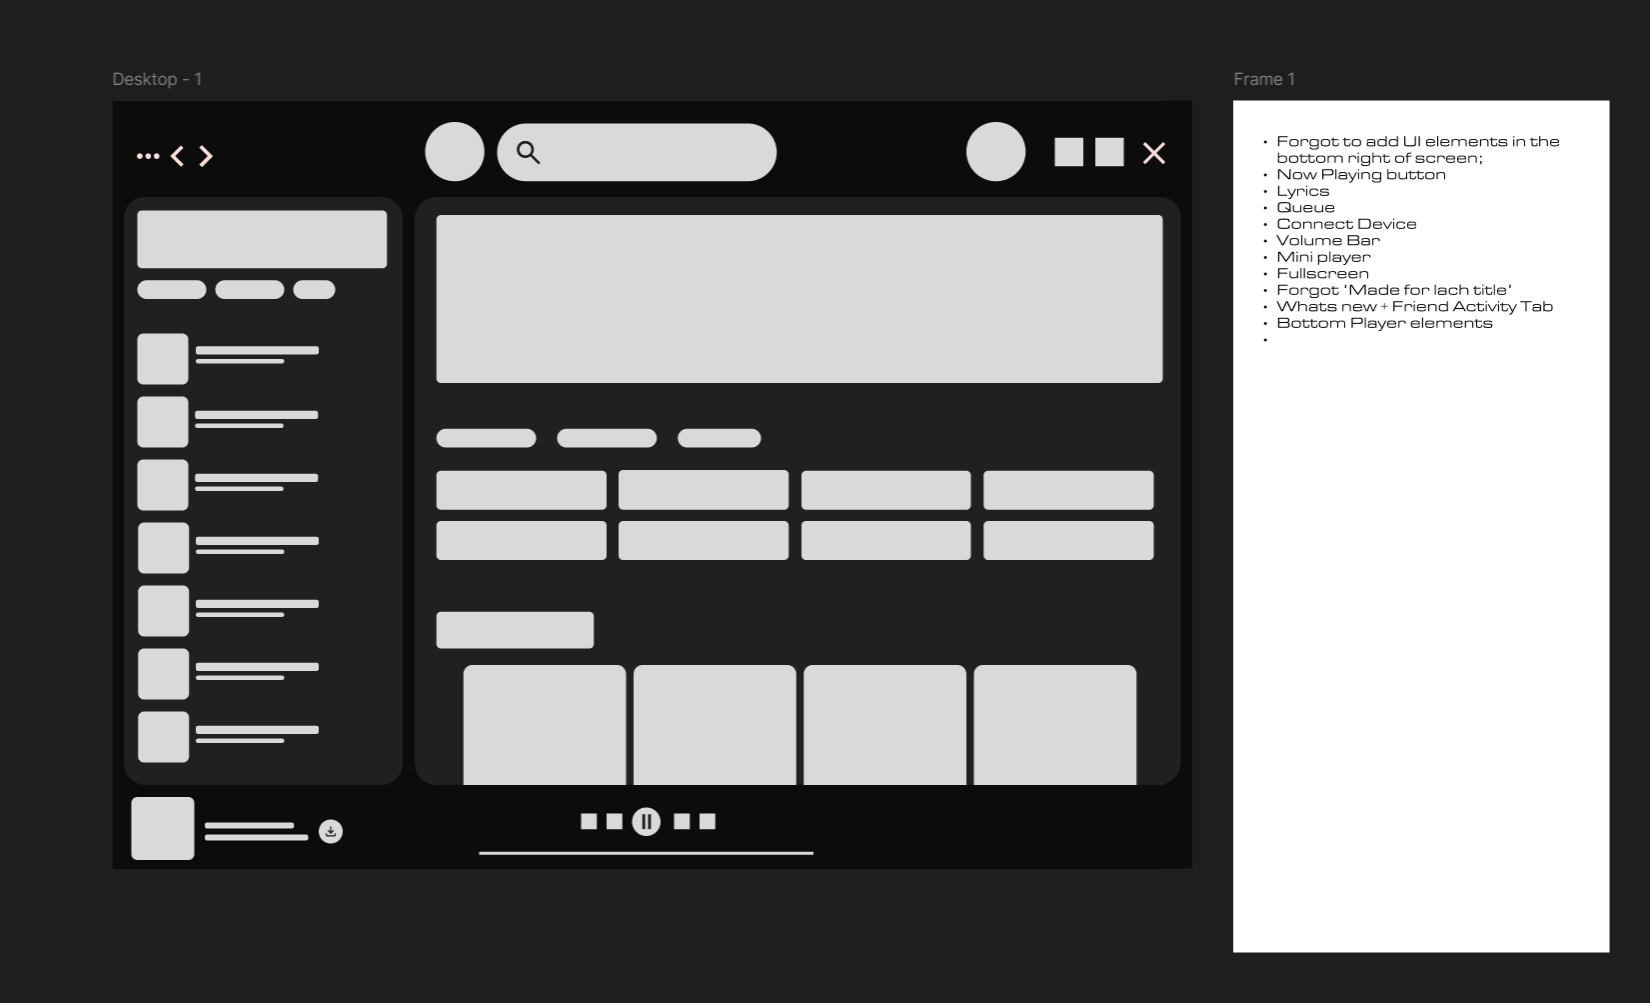 Desktop - 1
Frame 1
• Forgot to add UI elements in the
bottom right of screen;
• Now Playing button
• Lyrics
• Queue
• Connect Device
• Volume Bar
• Mini player
• Fullscreen
• Forgot ‘Made for lach title’
• Whats new + Friend Activity Tab
• Bottom Player elements
•